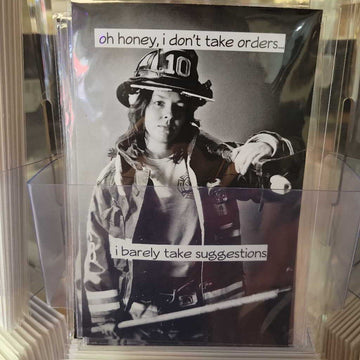 oh honey, i don't take orders...
10
i barely take suggestions